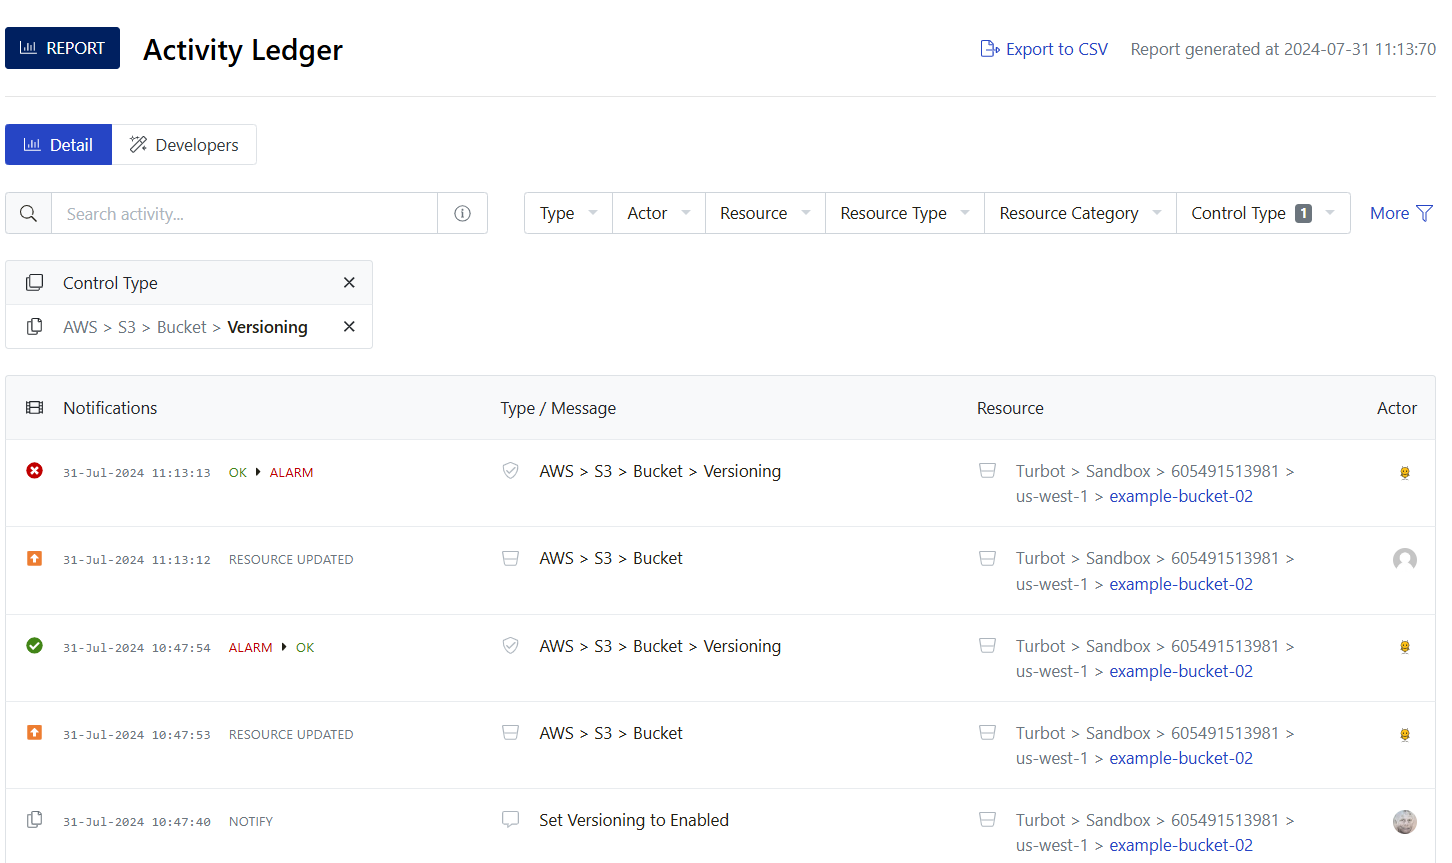 REPORT Activity Ledger Export to CSV Report generated at 2024-07-31 11:13:70
Detail Developers
Search activity... Type Actor Resource Resource Type Resource Category Control Type 1 More
Control Type
AWS > S3 > Bucket > Versioning
Notifications Type / Message Resource Actor
31-Jul-2024 11:13:13 OK ALARM AWS > S3 > Bucket > Versioning Turbot > Sandbox > 605491513981 >
us-west-1 > example-bucket-02
31-Jul-2024 11:13:12 RESOURCE UPDATED AWS > S3 > Bucket Turbot > Sandbox > 605491513981 >
us-west-1 > example-bucket-02
31-Jul-2024 10:47:54 ALARM OK AWS > S3 > Bucket > Versioning Turbot > Sandbox > 605491513981 >
us-west-1 > example-bucket-02
31-Jul-2024 10:47:53 RESOURCE UPDATED AWS > S3 > Bucket Turbot > Sandbox > 605491513981 >
us-west-1 > example-bucket-02
31-Jul-2024 10:47:40 NOTIFY Set Versioning to Enabled Turbot > Sandbox > 605491513981 >
us-west-1 > example-bucket-02